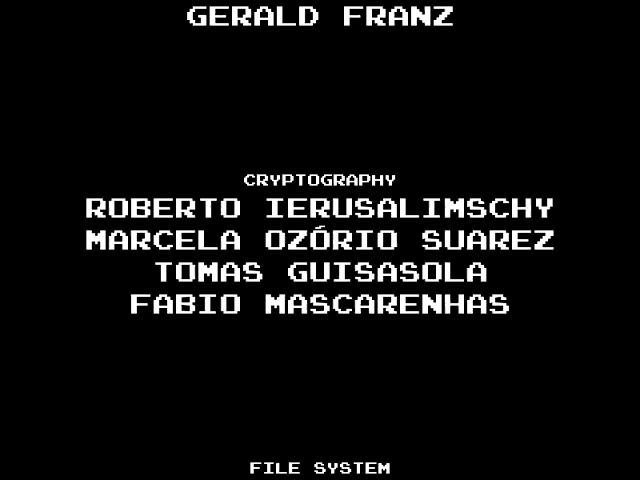 GERALD FRANZ
CRYPTOGRAPHY
ROBERTO IERUSALIMSCHY
MARCELA OZÓRIO SUAREZ
TOMAS GUISASOLA
FABIO MASCARENHAS
FILE SYSTEM